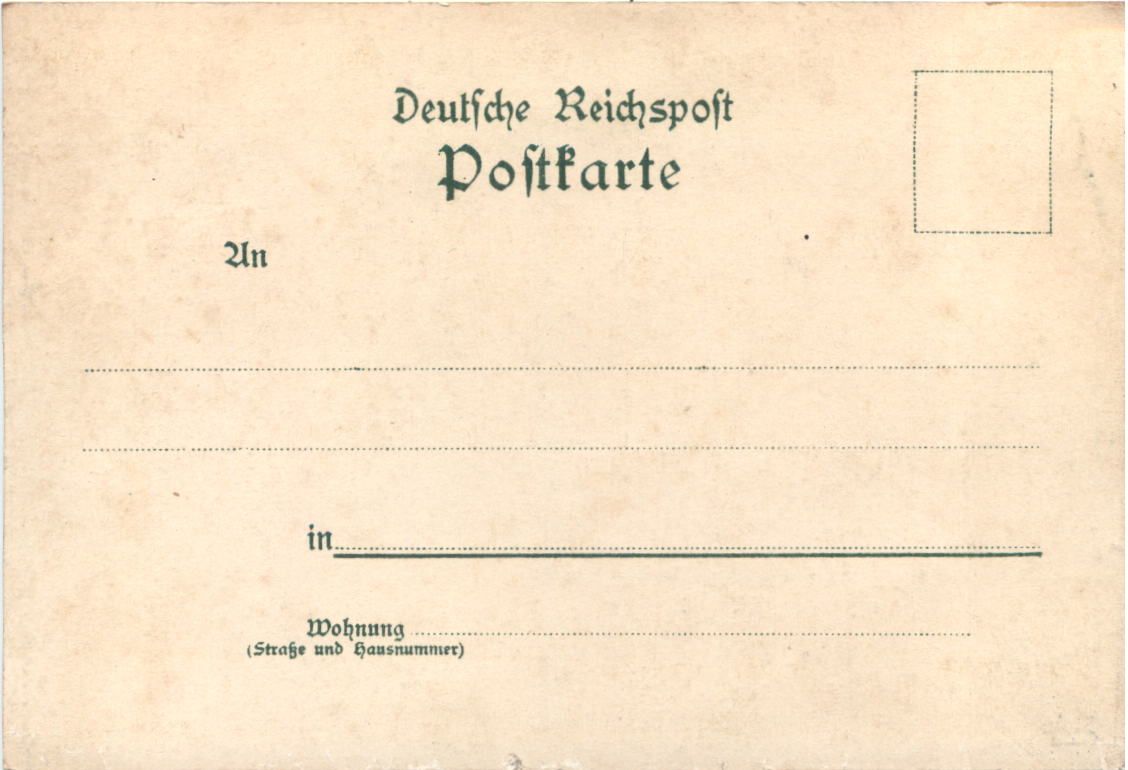 Deutſche Reichspoſt
Poſtkarte
An
in
Wohnung
(Straße und Hausnummer)